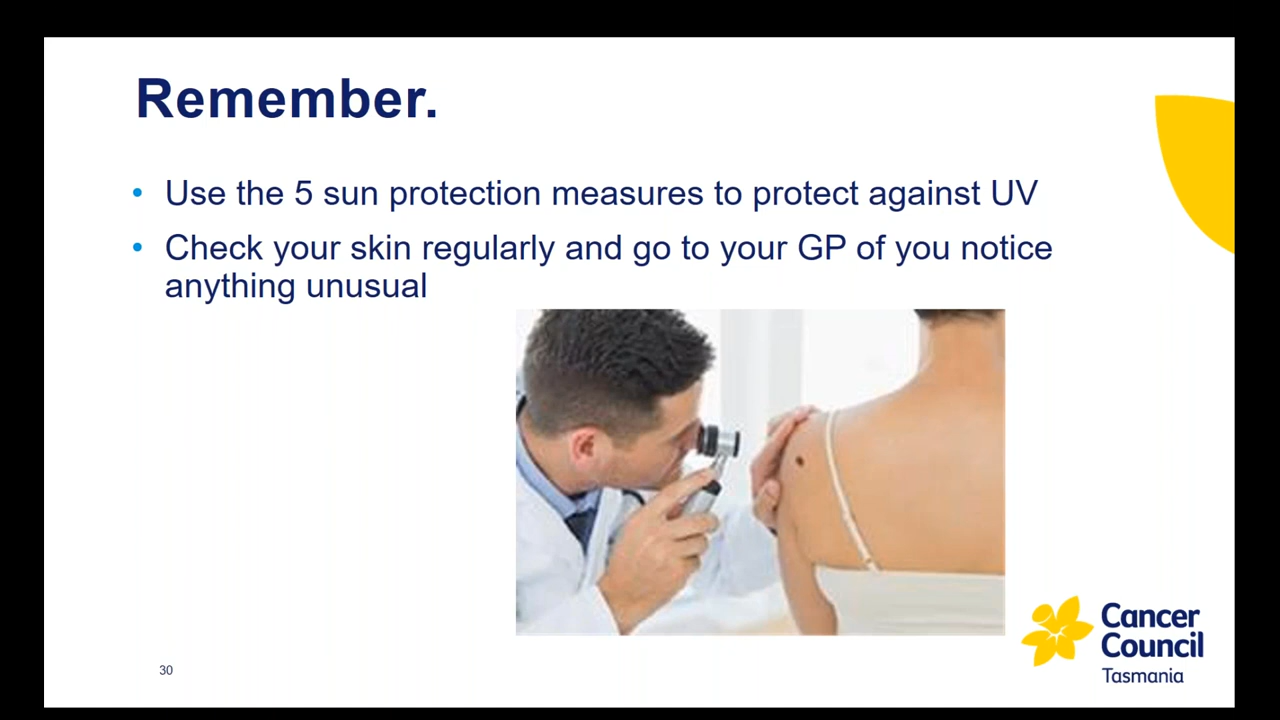 Remember.
• Use the 5 sun protection measures to protect against UV
• Check your skin regularly and go to your GP of you notice
anything unusual
30
Cancer
Council
Tasmania